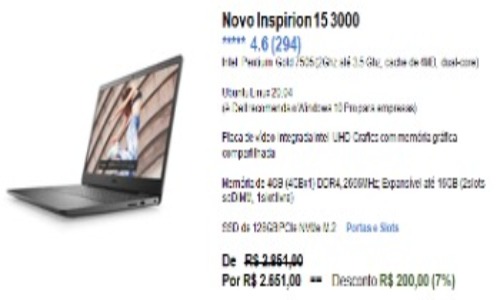 Novo Inspirion 15 3000
***** 4.6 (294)
Intel Pentium Gold 7505 (2Ghz até 3.5 Ghz, cache de 4MB, dual-core)
Ubuntu Linux 20.04
(A Dell recomenda o Windows 10 Pro para empresas)
Placa de vídeo integrada Intel UHD Grafics com memória gráfica
compartilhada
Memória de 4GB (4GBx1) DDR4, 2666MHz; Expansível até 16GB (2slots
soDIMM, 1slot livre)
SSD de 128GB PCIe NVMe M.2 Portas e Slots
De R$ 2.851,00
Por R$ 2.651,00 == Desconto R$ 200,00 (7%)